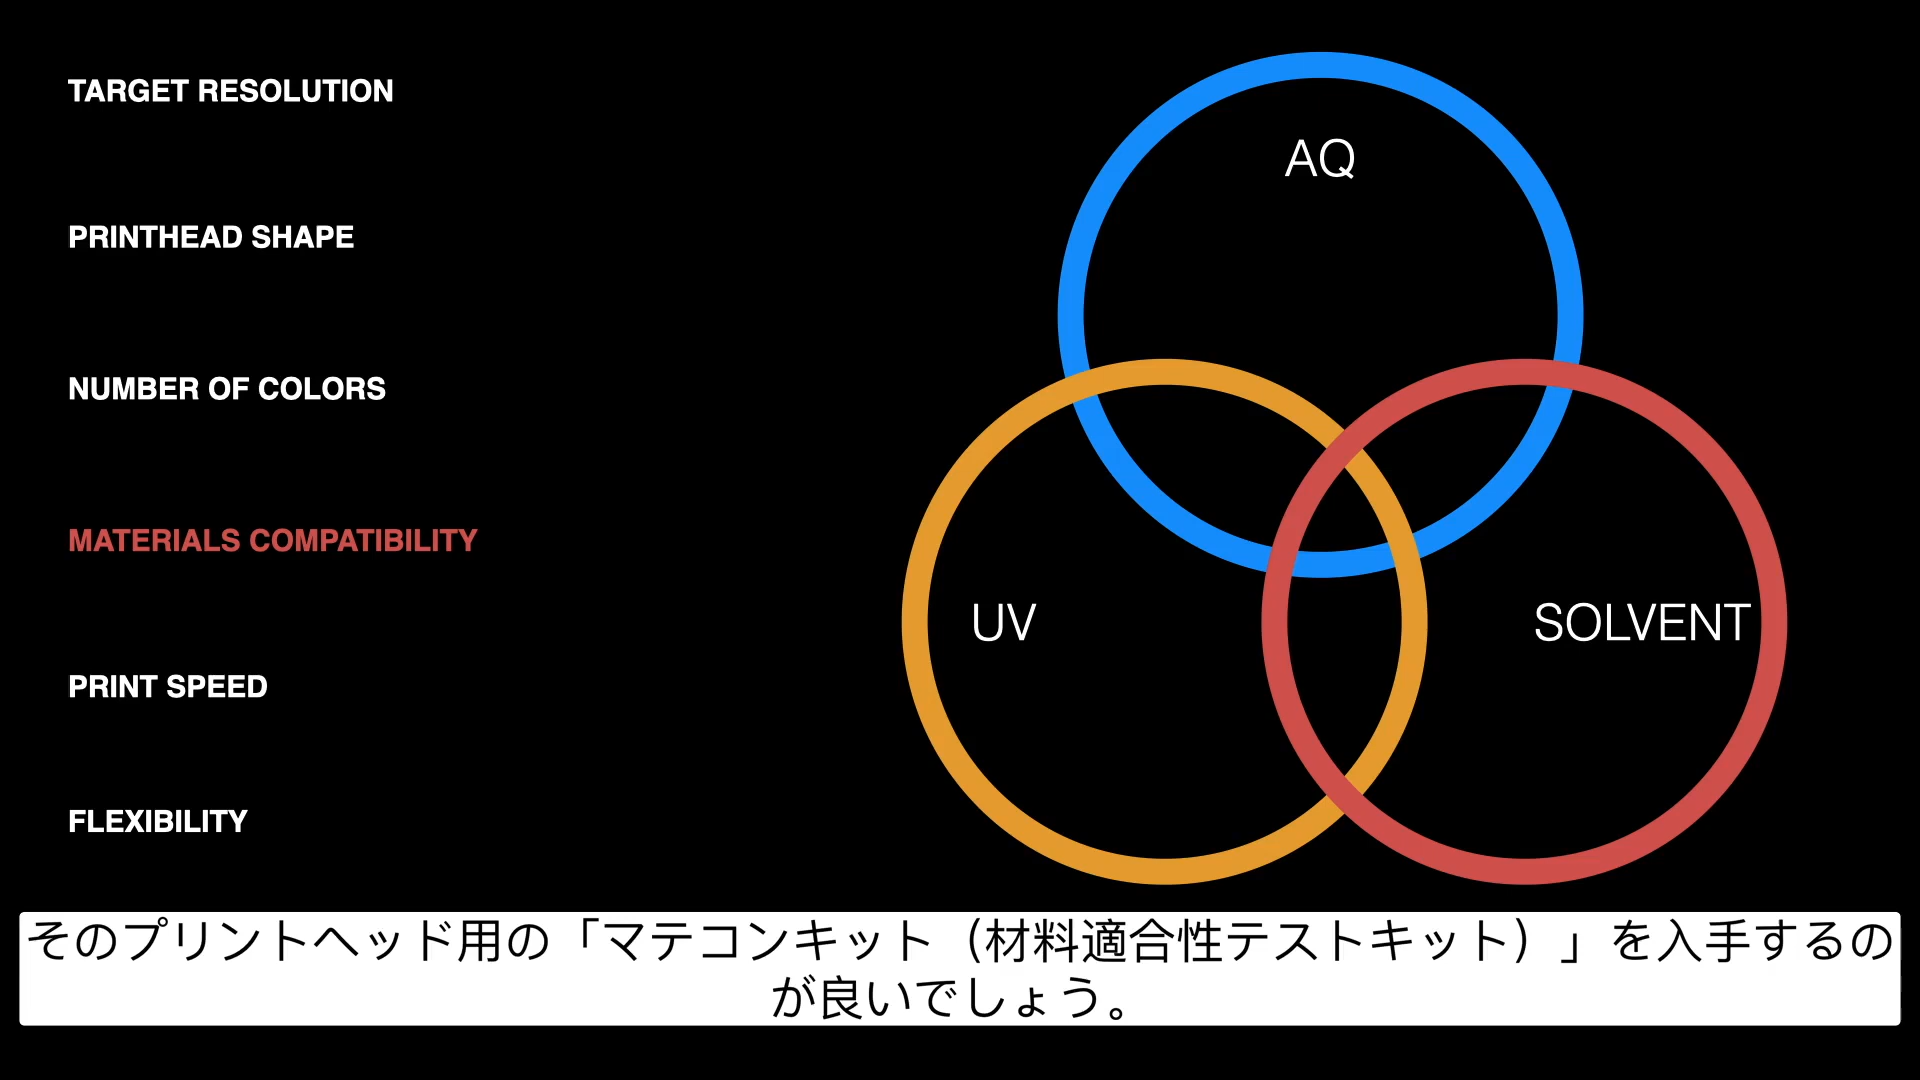 TARGET RESOLUTION
PRINTHEAD SHAPE
NUMBER OF COLORS
MATERIALS COMPATIBILITY
PRINT SPEED
FLEXIBILITY
AQ
UV
SOLVENT
そのプリントヘッド用の「マテコンキット（材料適合性テストキット）」を入手するの
が良いでしょう。